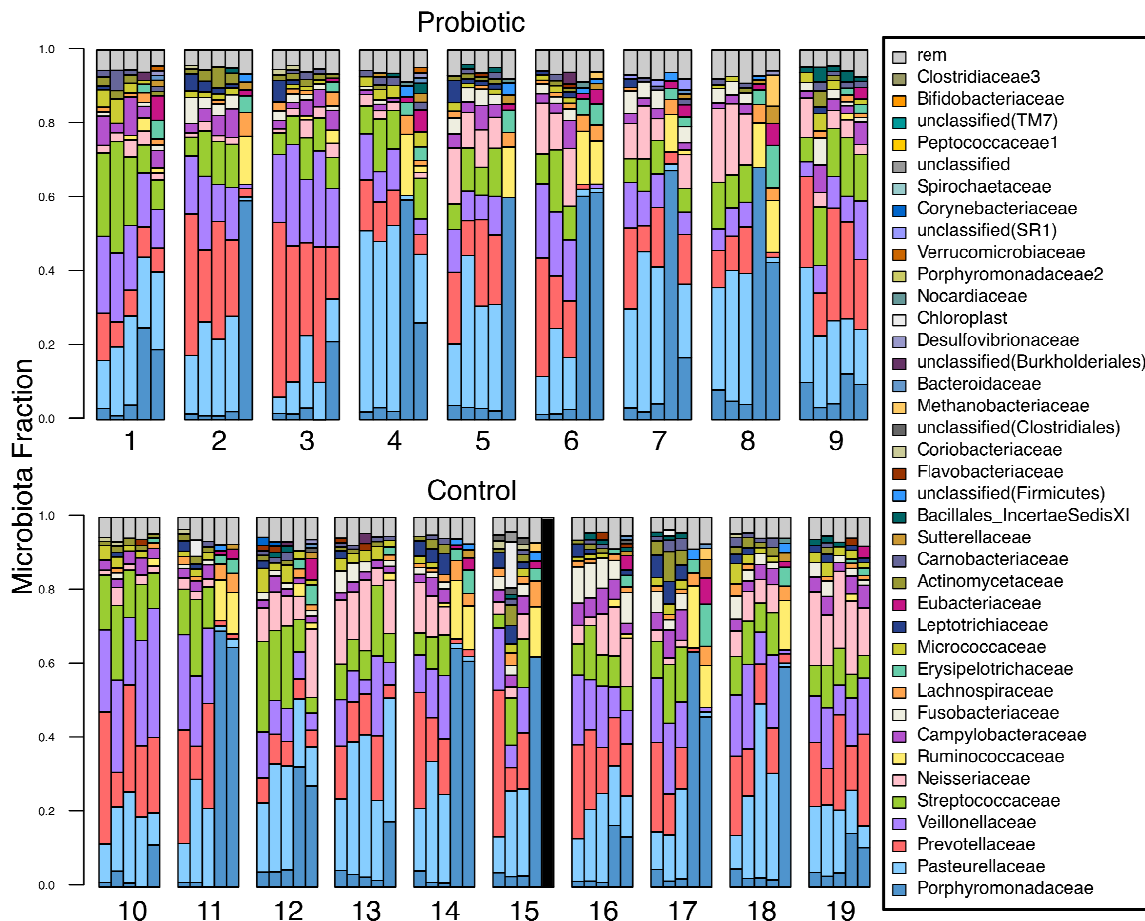 Probiotic
1.0
0.8
0.6
0.4
0.2
0.0
1 2 3 4 5 6 7 8 9
Microbiota Fraction
Control
1.0
0.8
0.6
0.4
0.2
0.0
10 11 12 13 14 15 16 17 18 19
rem
Clostridiaceae3
Bifidobacteriaceae
unclassified(TM7)
Peptococcaceae1
unclassified
Spirochaetaceae
Corynebacteriaceae
unclassified(SR1)
Verrucomicrobiaceae
Porphyromonadaceae2
Nocardiaceae
Chloroplast
Desulfovibrionaceae
unclassified(Burkholderiales)
Bacteroidaceae
Methanobacteriaceae
unclassified(Clostridiales)
Coriobacteriaceae
Flavobacteriaceae
unclassified(Firmicutes)
Bacillales_IncertaeSedisXI
Sutterellaceae
Carnobacteriaceae
Actinomycetaceae
Eubacteriaceae
Leptotrichiaceae
Micrococcaceae
Erysipelotrichaceae
Lachnospiraceae
Fusobacteriaceae
Campylobacteraceae
Ruminococcaceae
Neisseriaceae
Streptococcaceae
Veillonellaceae
Prevotellaceae
Pasteurellaceae
Porphyromonadaceae